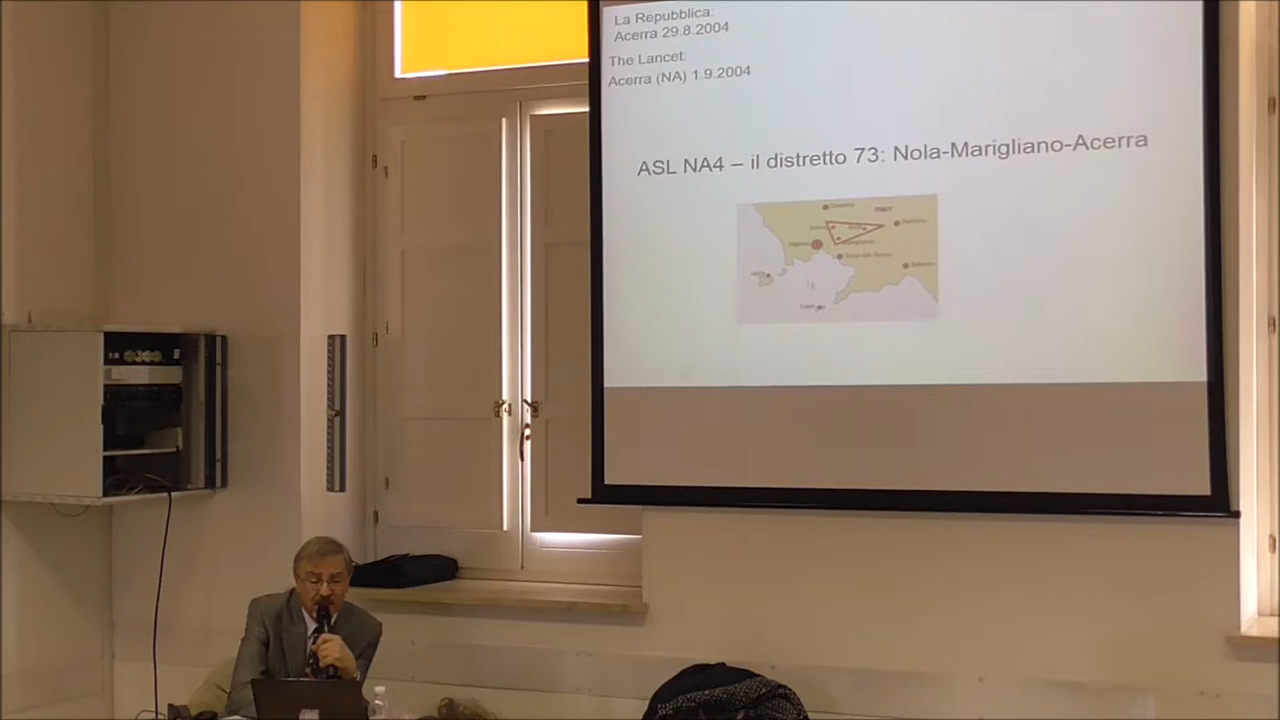 La Repubblica:
Acerra 29.8.2004
The Lancet:
Acerra (NA) 1.9.2004
ASL NA4 – il distretto 73: Nola-Marigliano-Acerra
ITALY